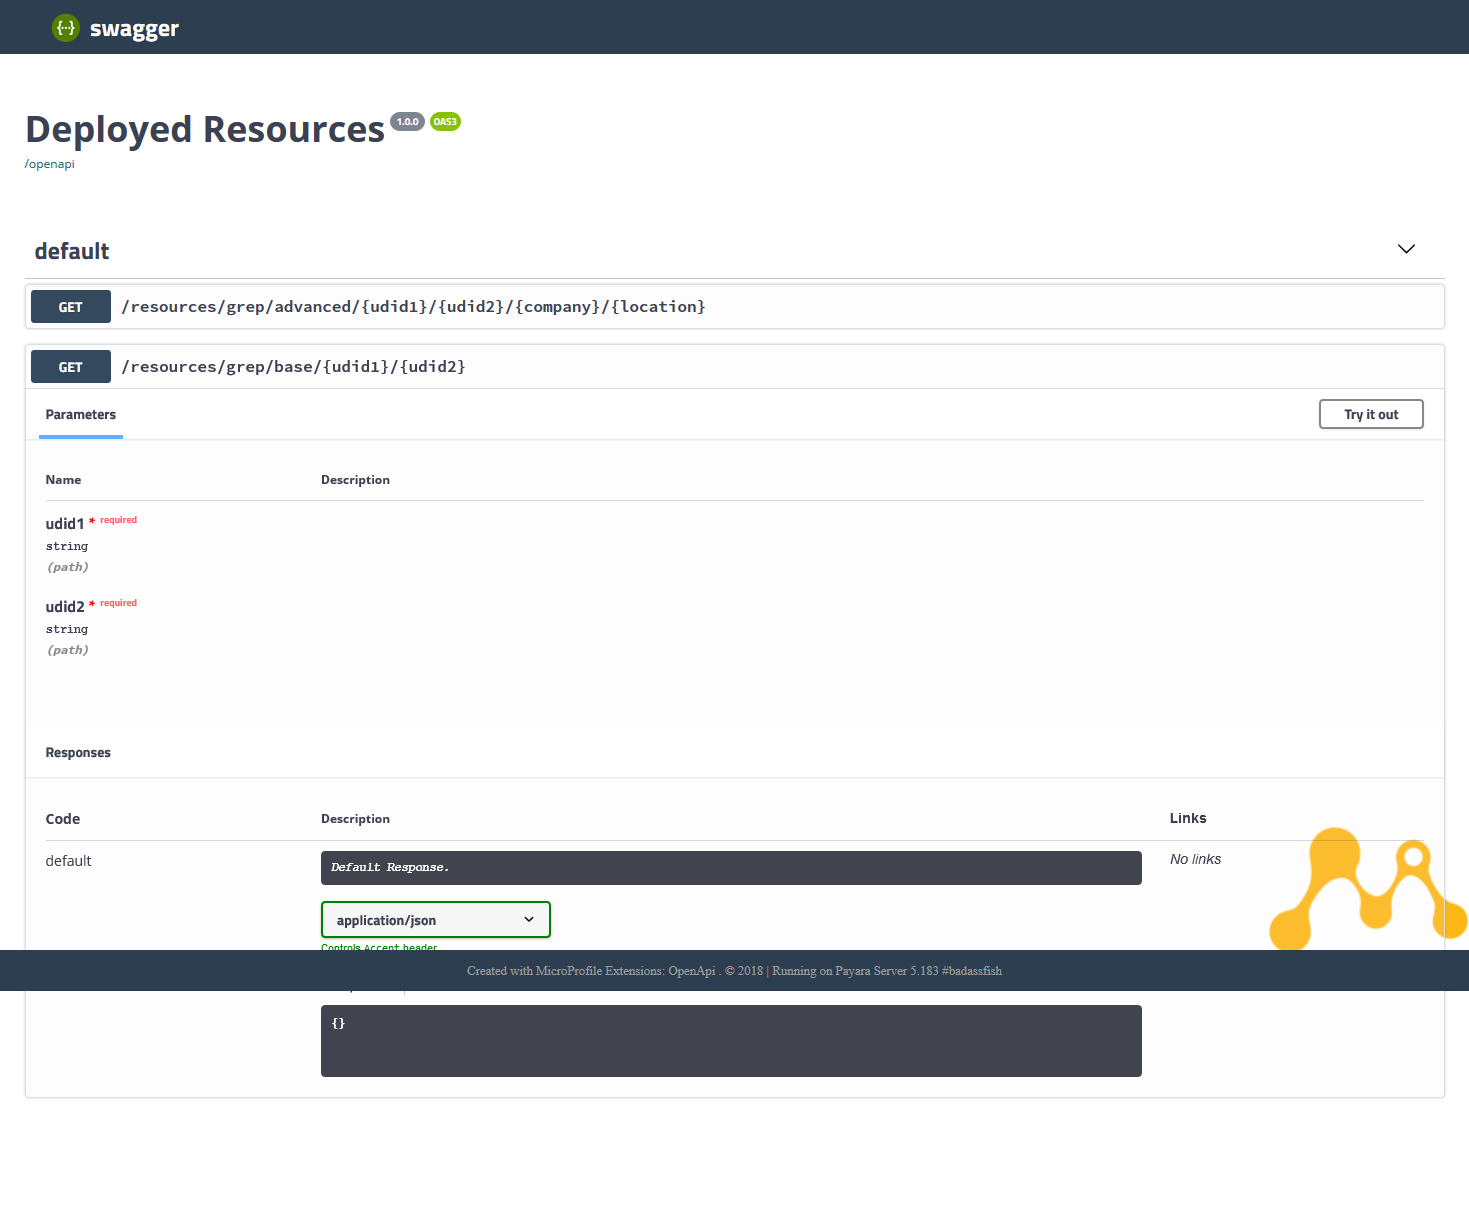 {···} swagger
Deployed Resources 1.0.0 OAS3
/openapi
default
GET /resources/grep/advanced/{udid1}/{udid2}/{company}/{location}
GET /resources/grep/base/{udid1}/{udid2}
Parameters Try it out
Name Description
udid1 * required
string
(path)
udid2 * required
string
(path)
Responses
Code Description Links
default Default Response. No links
application/json
Controls Accept header
Created with MicroProfile Extensions: OpenApi . © 2018 | Running on Payara Server 5.183 #badassfish
{}